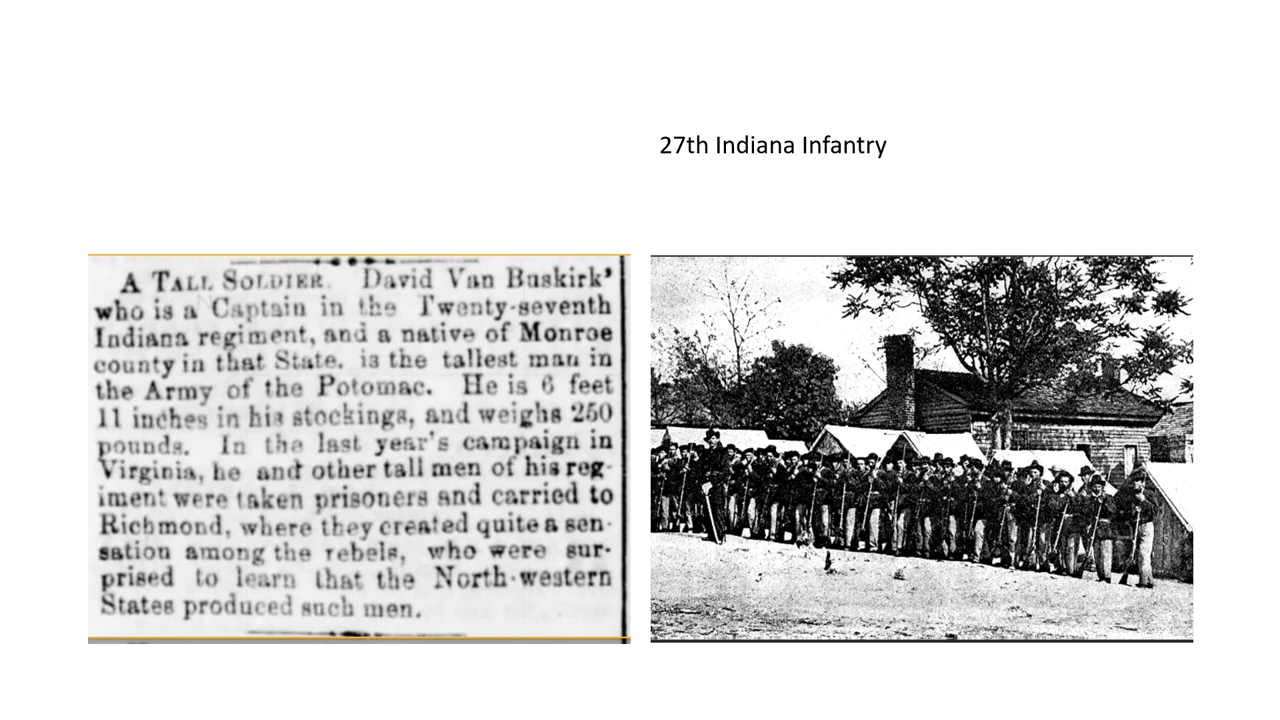 27th Indiana Infantry
A TALL SOLDIER. David Van Buskirk'
who is a Captain in the Twenty-seventh
Indiana regiment, and a native of Monroe
county in that State. is the tallest man in
the Army of the Potomac. He is 6 feet
11 inches in his stockings, and weighs 250
pounds. In the last year's campaign in
Virginia, he and other tall men of his reg-
iment were taken prisoners and carried to
Richmond, where they created quite a sen-
sation among the rebels, who were sur-
prised to learn that the North-western
States produced such men.